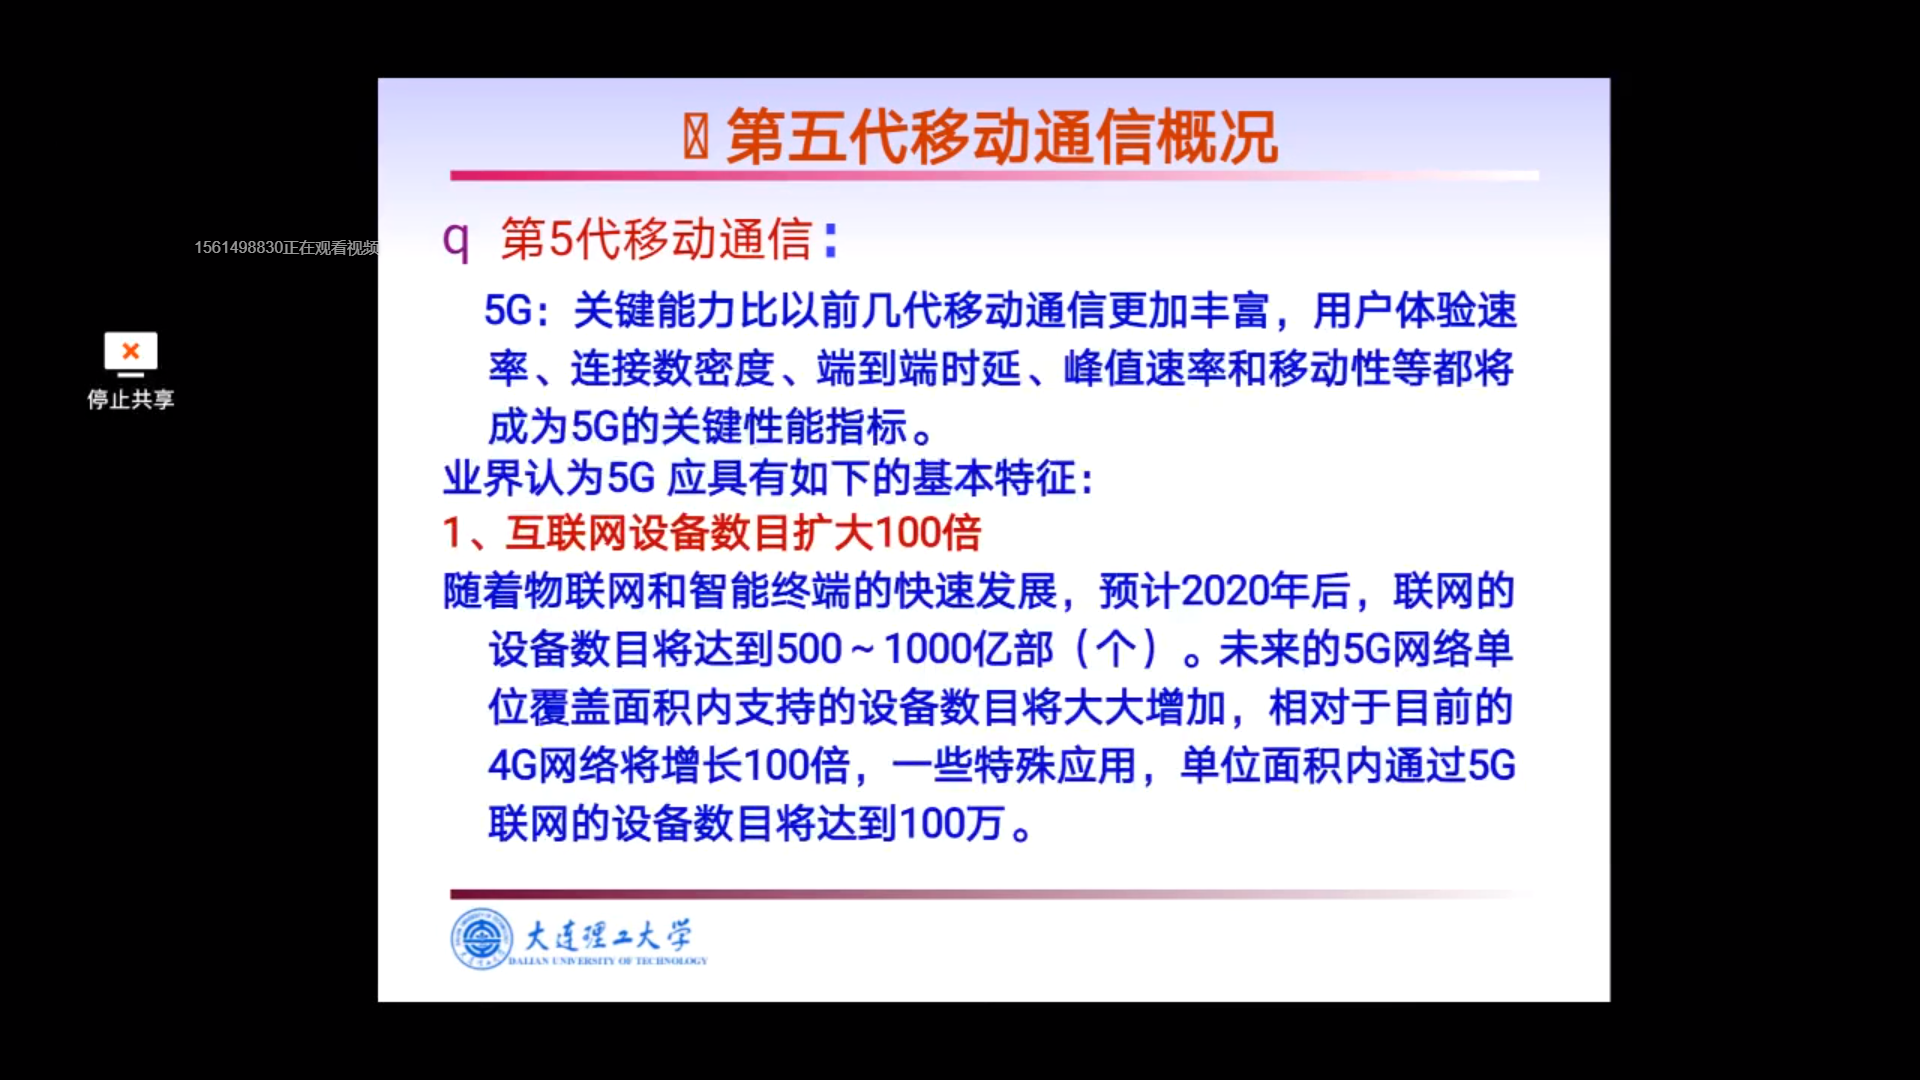 第五代移动通信概况
q 第5代移动通信：
1561498830正在观看视频
5G：关键能力比以前几代移动通信更加丰富，用户体验速
率、连接数密度、端到端时延、峰值速率和移动性等都将
停止共享
成为5G的关键性能指标。
业界认为5G 应具有如下的基本特征：
1、互联网设备数目扩大100倍
随着物联网和智能终端的快速发展，预计2020年后，联网的
设备数目将达到500～1000亿部（个）。未来的5G网络单
位覆盖面积内支持的设备数目将大大增加，相对于目前的
4G网络将增长100倍，一些特殊应用，单位面积内通过5G
联网的设备数目将达到100万。
大连理工大学
DALIAN UNIVERSITY OF TECHNOLOGY